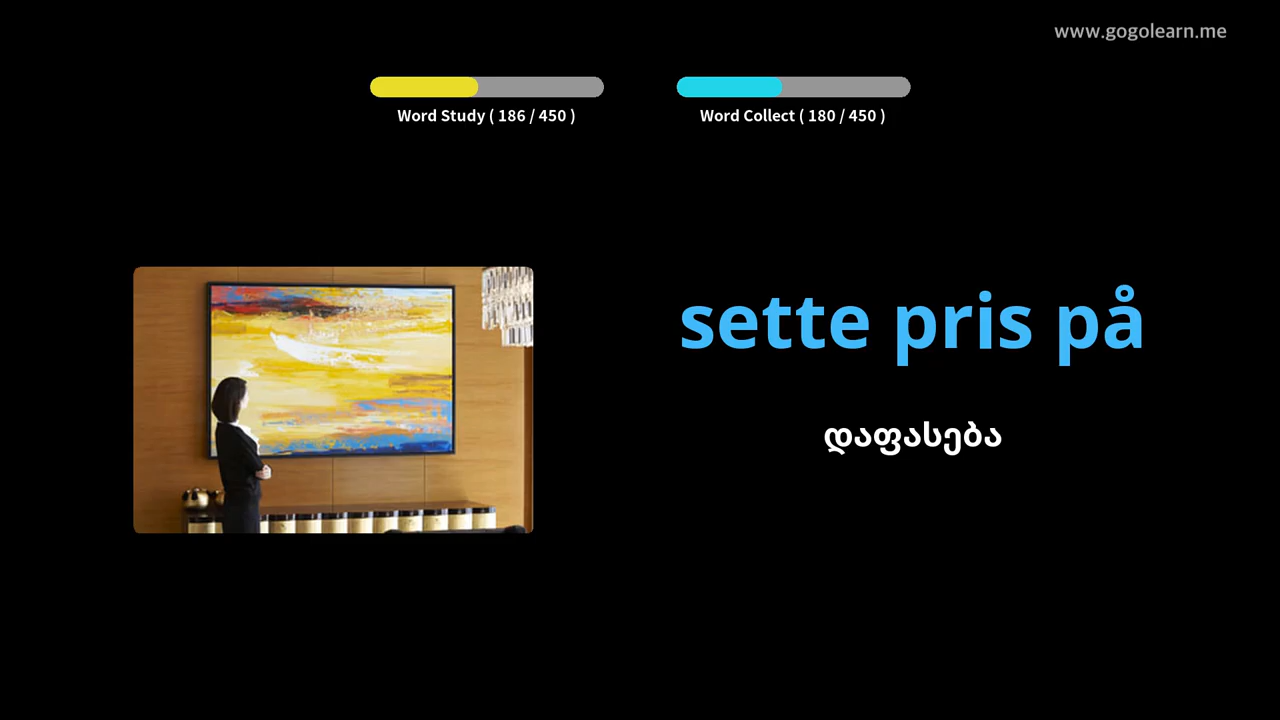 www.gogolearn.me
Word Study ( 186 / 450 )
Word Collect ( 180 / 450 )
sette pris på
დაფასება